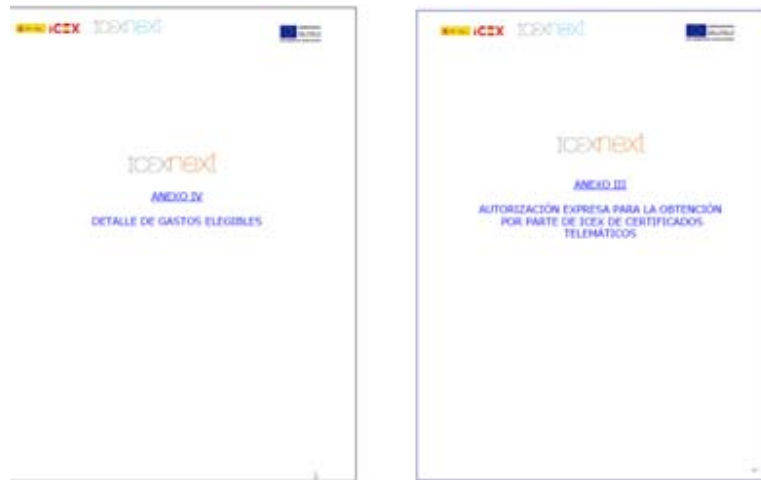 ICEX ICEXNEXT
ICEXNEXT
ANEXO IV
DETALLE DE GASTOS ELEGIBLES
ICEX ICEXNEXT
ICEXNEXT
ANEXO III
AUTORIZACIÓN EXPRESA PARA LA OBTENCIÓN
POR PARTE DE ICEX DE CERTIFICADOS
TELEMÁTICOS